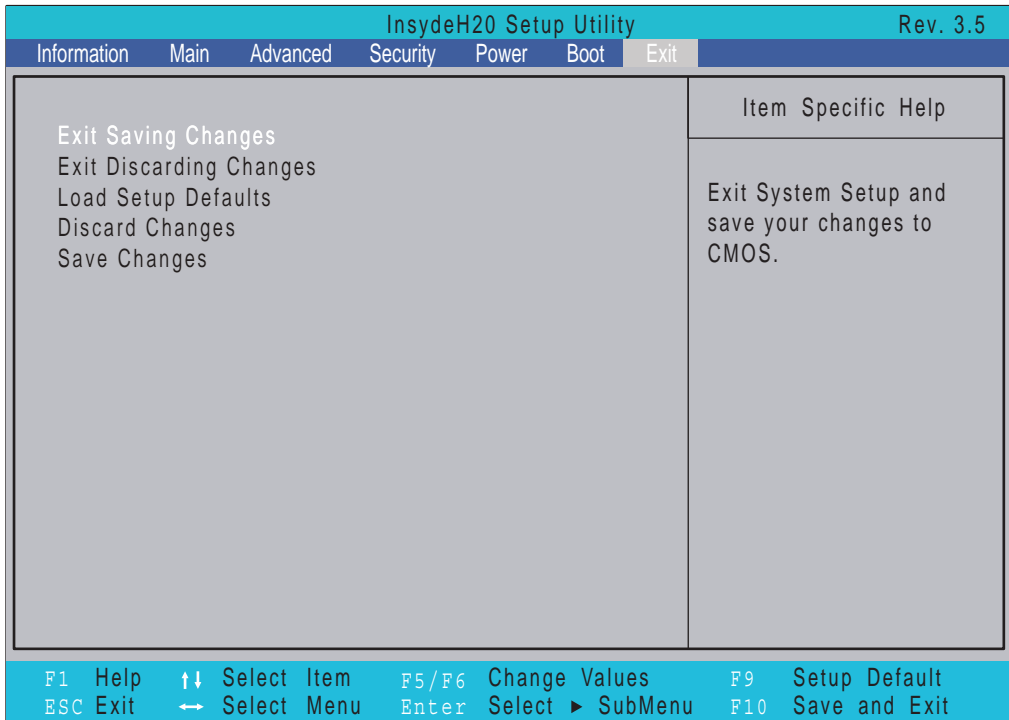 InsydeH20 Setup Utility Rev. 3.5
Information Main Advanced Security Power Boot Exit
Item Specific Help
Exit Saving Changes
Exit Discarding Changes
Load Setup Defaults
Discard Changes
Save Changes
Exit System Setup and
save your changes to
CMOS.
F1 Help ↑↓ Select Item F5/F6 Change Values F9 Setup Default
ESC Exit ↔ Select Menu Enter Select ► SubMenu F10 Save and Exit